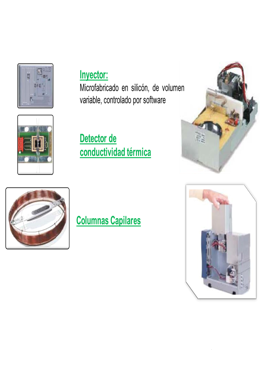 Inyector:
Microfabricado en silicón, de volumen
variable, controlado por software
Detector de
conductividad térmica
Columnas Capilares